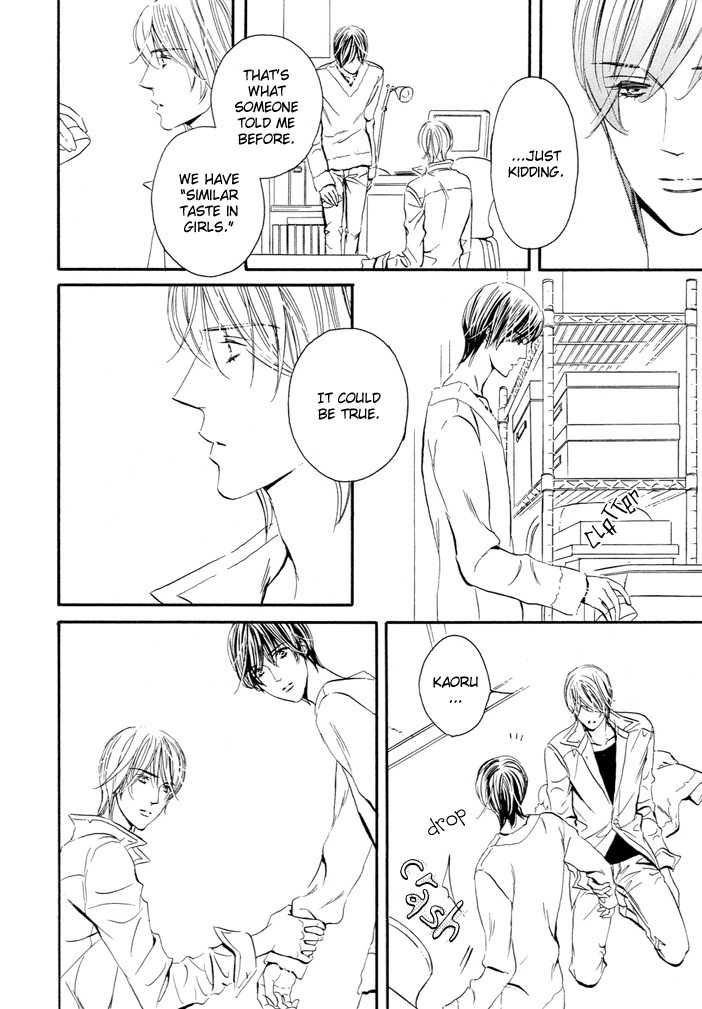 ...JUST
KIDDING.
THAT'S
WHAT
SOMEONE
TOLD ME
BEFORE.
WE HAVE
"SIMILAR
TASTE IN
GIRLS."
CLATTER
IT COULD
BE TRUE.
KAORU
...
drop
crash